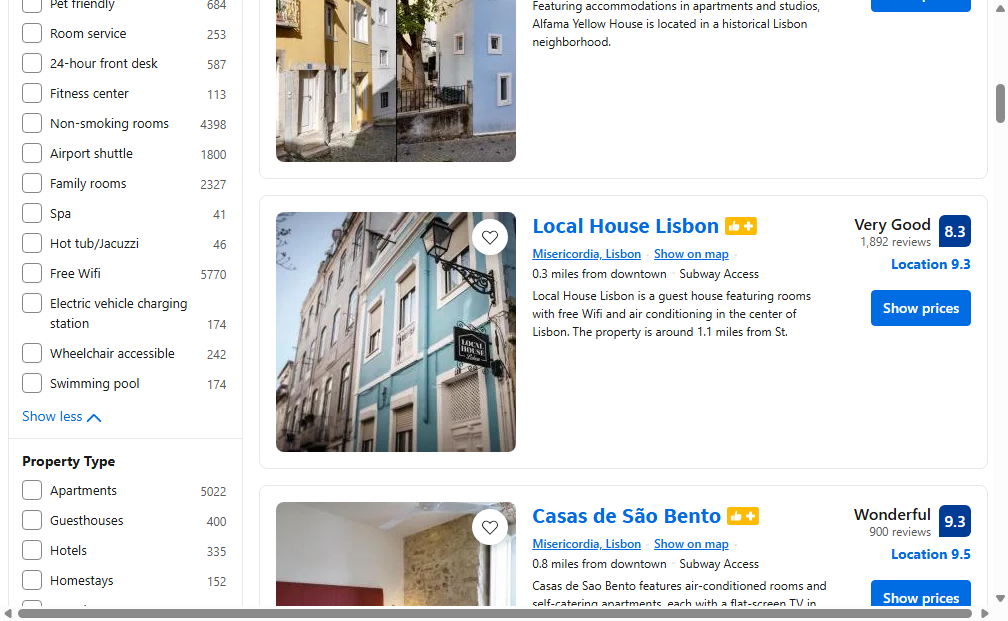 Pet friendly 684
Room service 253
24-hour front desk 587
Fitness center 113
Non-smoking rooms 4398
Airport shuttle 1800
Family rooms 2327
Spa 41
Hot tub/Jacuzzi 46
Free Wifi 5770
Electric vehicle charging
station 174
Wheelchair accessible 242
Swimming pool 174
Show less
Property Type
Apartments 5022
Guesthouses 400
Hotels 335
Homestays 152
Featuring accommodations in apartments and studios,
Alfama Yellow House is located in a historical Lisbon
neighborhood.
Local House Lisbon
Very Good 8.3
1,892 reviews
Misericordia, Lisbon · Show on map ·
Location 9.3
0.3 miles from downtown · Subway Access
Local House Lisbon is a guest house featuring rooms
with free Wifi and air conditioning in the center of
Lisbon. The property is around 1.1 miles from St.
Show prices
LOCAL
HOUSE
Lisbon
Casas de São Bento
Wonderful 9.3
900 reviews
Misericordia, Lisbon · Show on map ·
Location 9.5
0.8 miles from downtown · Subway Access
Casas de Sao Bento features air-conditioned rooms and
self-catering apartments, each with a flat-screen TV in
Show prices